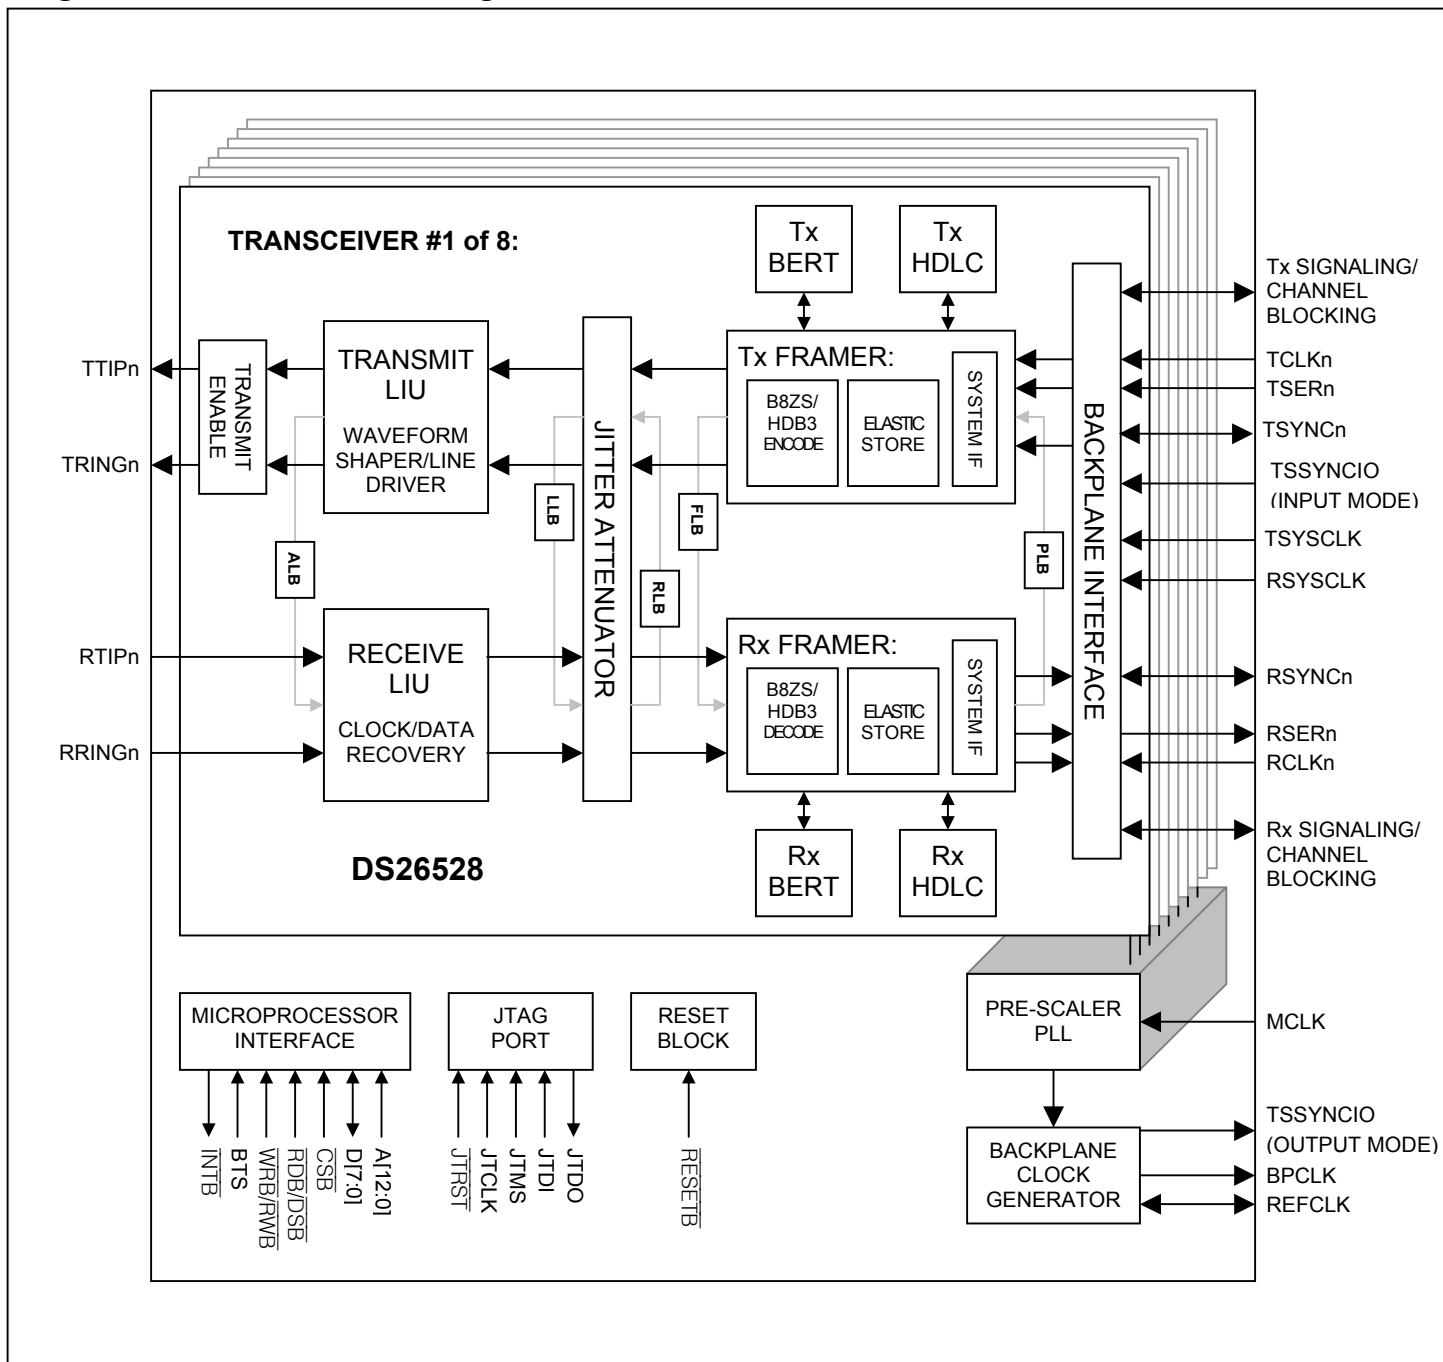 TRANSCEIVER #1 of 8:
Tx
BERT
Tx
HDLC
Tx SIGNALING/
CHANNEL
BLOCKING
TTIPn
TRANSMIT
ENABLE
TRANSMIT
LIU
WAVEFORM
SHAPER/LINE
DRIVER
TRINGn
JITTER ATTENUATOR
Tx FRAMER:
B8ZS/
HDB3
ENCODE
ELASTIC
STORE
SYSTEM IF
BACKPLANE INTERFACE
TCLKn
TSERn
TSYNCn
TSSYNCIO
(INPUT MODE)
TSYSCLK
RSYSCLK
ALB
LLB
RLB
FLB
PLB
RTIPn
RECEIVE
LIU
CLOCK/DATA
RECOVERY
RRINGn
Rx FRAMER:
B8ZS/
HDB3
DECODE
ELASTIC
STORE
SYSTEM IF
RSYNCn
RSERn
RCLKn
Rx SIGNALING/
CHANNEL
BLOCKING
DS26528
Rx
BERT
Rx
HDLC
MICROPROCESSOR
INTERFACE
JTAG
PORT
RESET
BLOCK
PRE-SCALER
PLL
MCLK
INTB
BTS
WRB/RWB
RDB/DSB
CSB
D[7:0]
A[12:0]
JTRST
JTCLK
JTMS
JTDI
JTDO
RESETB
BACKPLANE
CLOCK
GENERATOR
TSSYNCIO
(OUTPUT MODE)
BPCLK
REFCLK